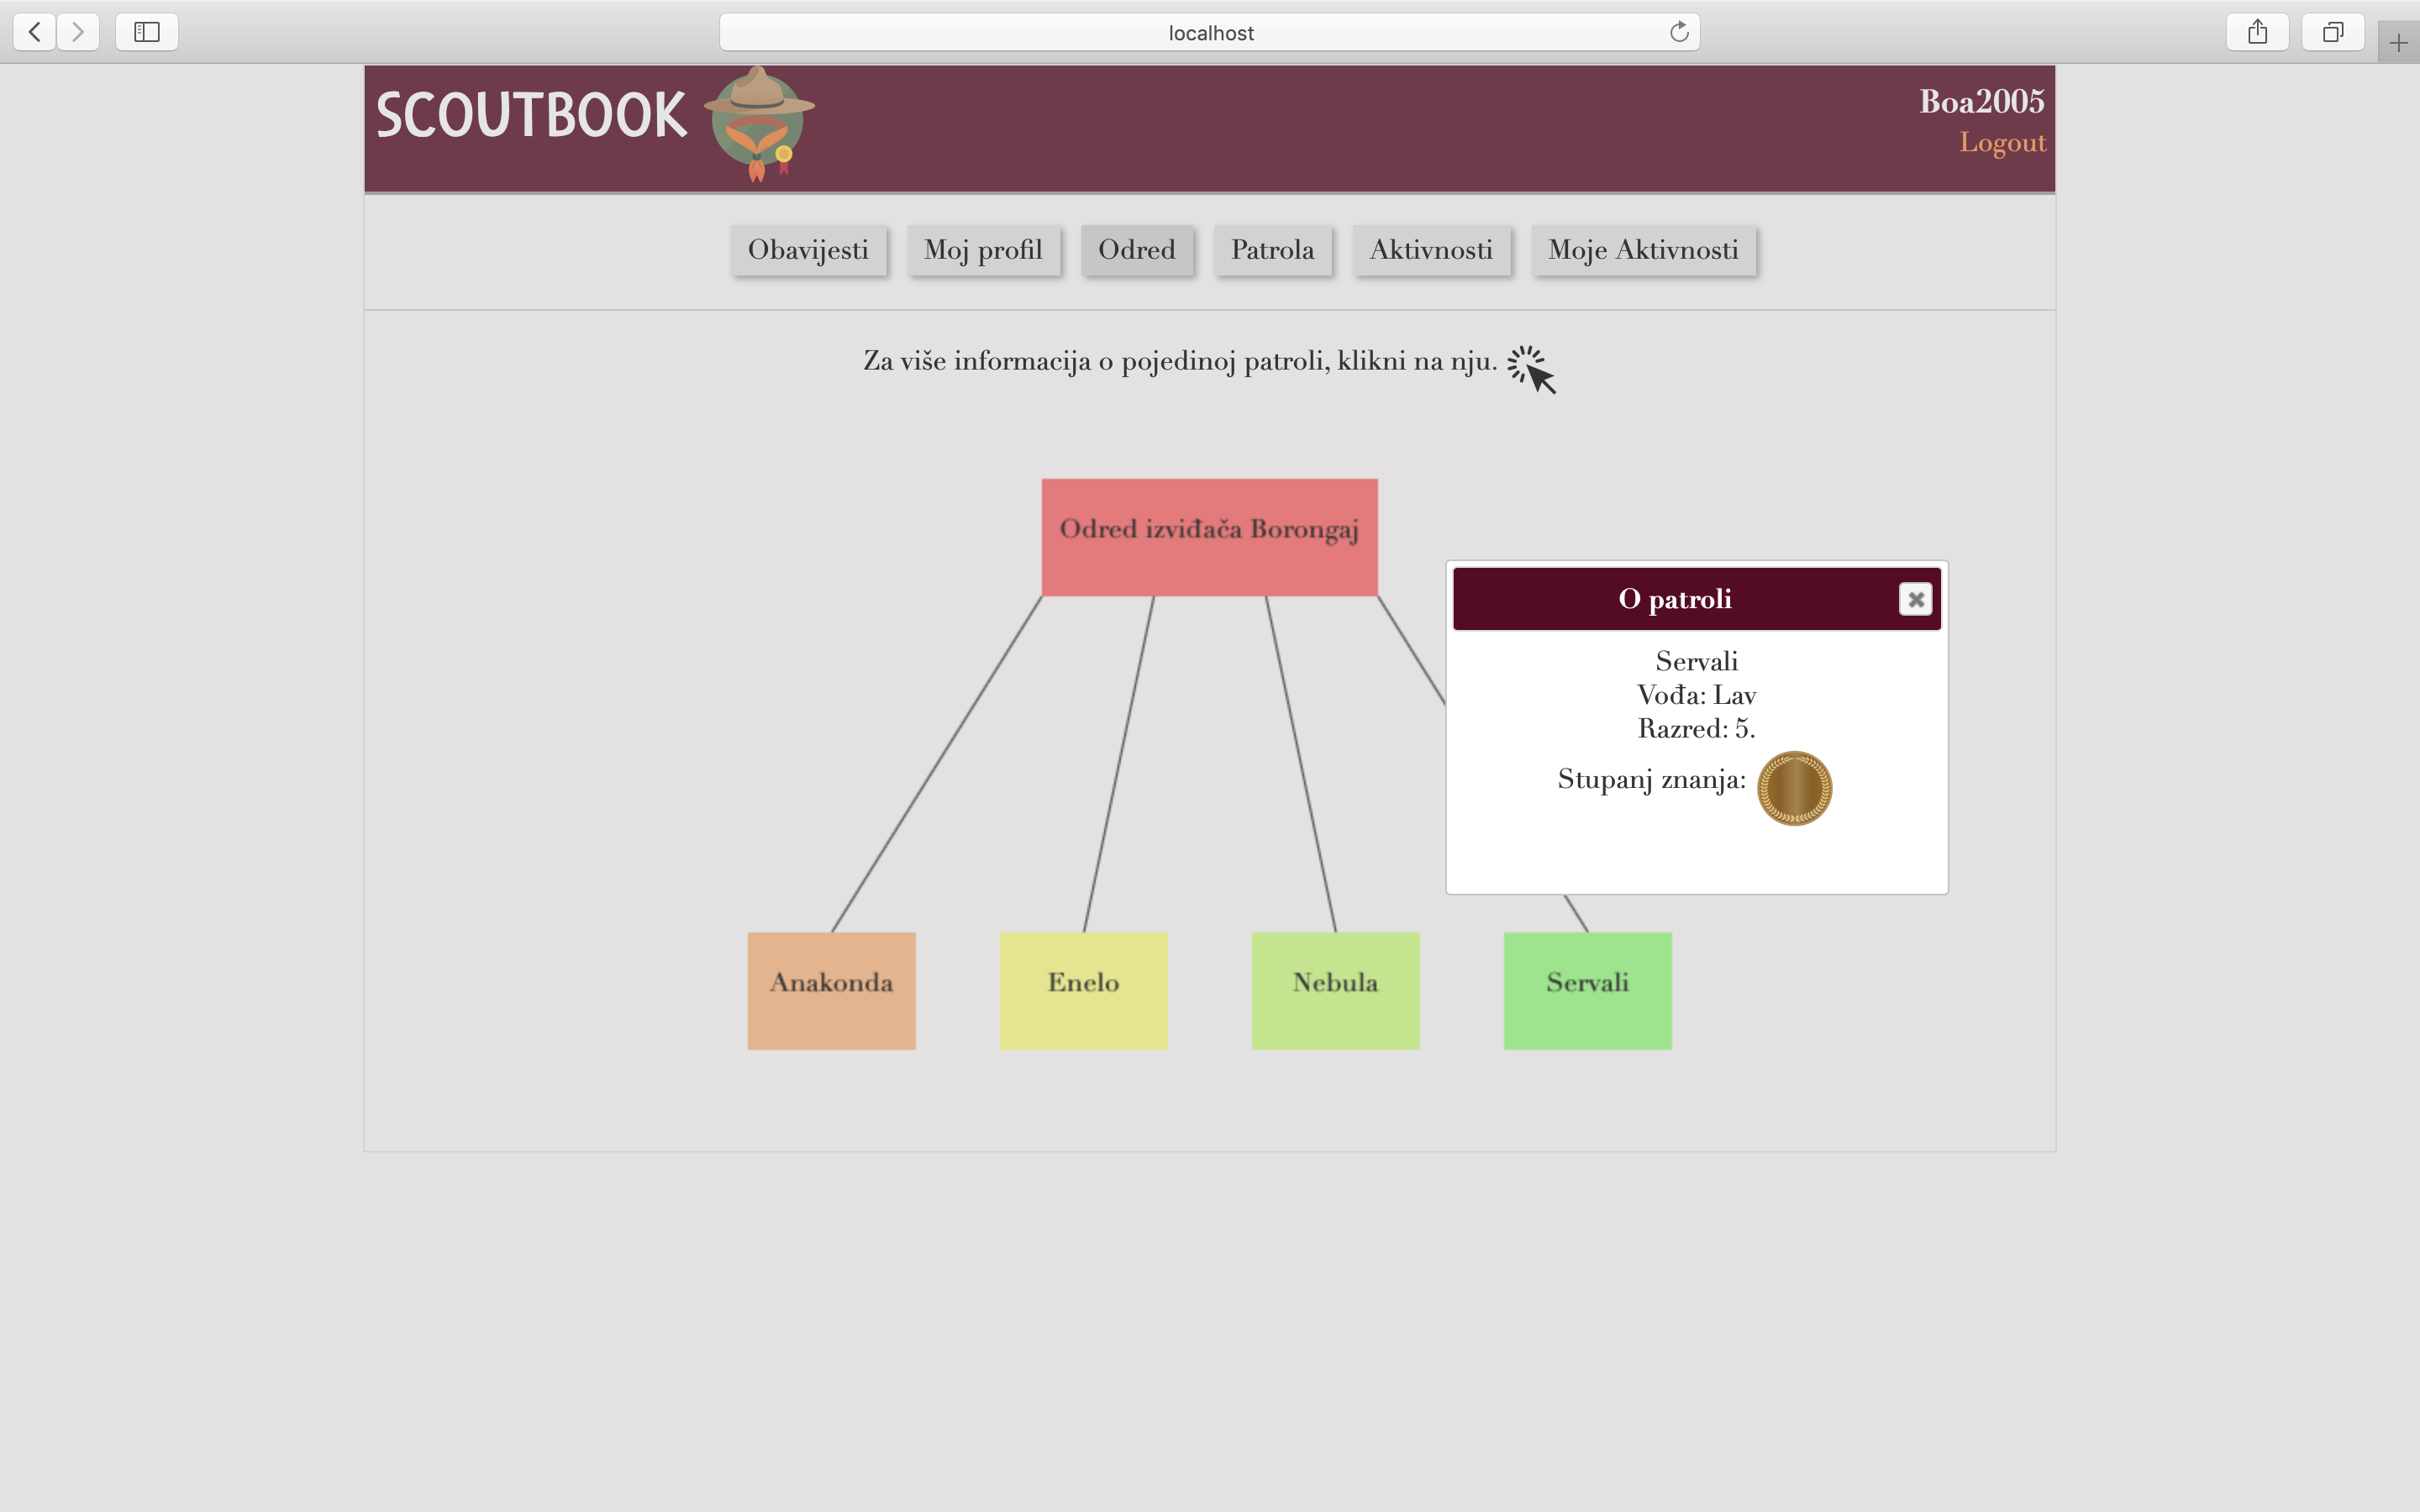 localhost
SCOUTBOOK
Boa2005
Logout
Obavijesti Moj profil Odred Patrola Aktivnosti Moje Aktivnosti
Za više informacija o pojedinoj patroli, klikni na nju.
Odred izviđača Borongaj
O patroli
Servali
Vođa: Lav
Razred: 5.
Stupanj znanja:
Anakonda Enelo Nebula Servali